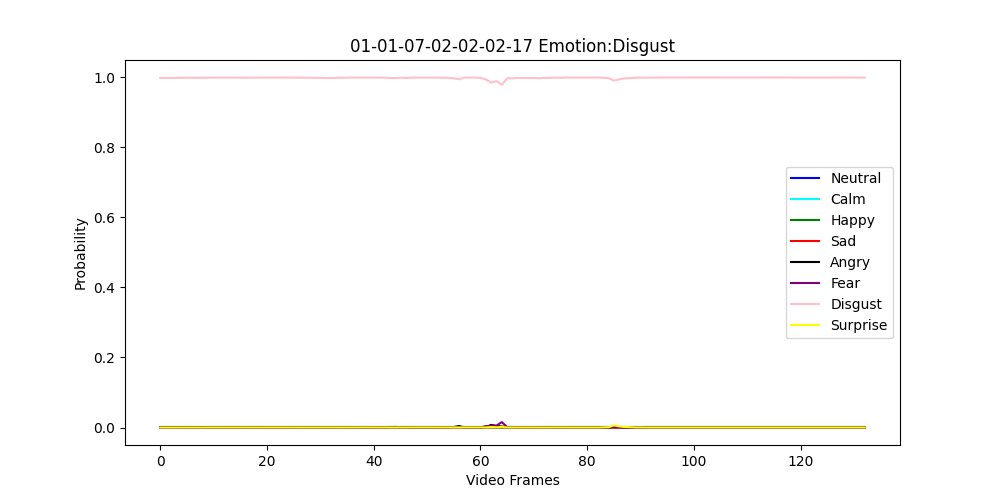 01-01-07-02-02-02-17 Emotion:Disgust
1.0
0.8
0.6
0.4
0.2
0.0
Probability
0 20 40 60 80 100 120
Video Frames
Neutral
Calm
Happy
Sad
Angry
Fear
Disgust
Surprise